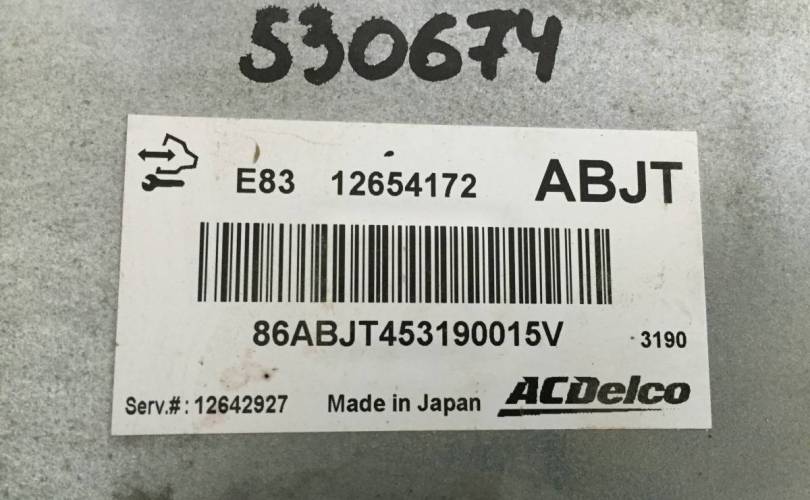 530674
E83 12654172 ABJT
86ABJT453190015V 3190
Serv.#: 12642927 Made in Japan ACDelco